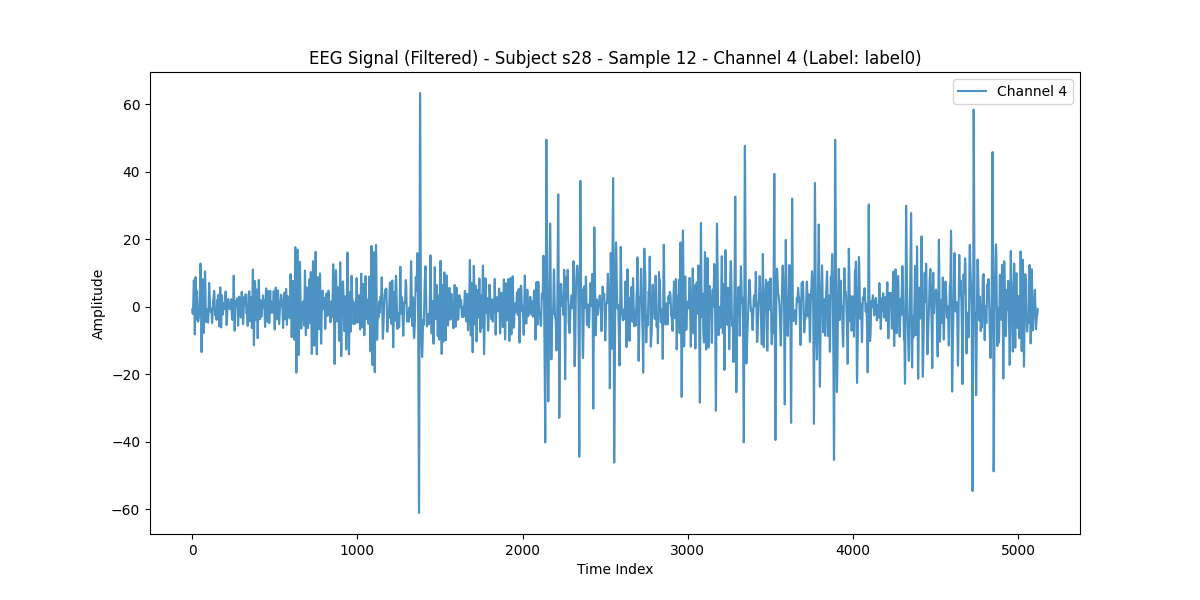 EEG Signal (Filtered) - Subject s28 - Sample 12 - Channel 4 (Label: label0)
Channel 4
60
40
20
0
−20
−40
−60
Amplitude
0 1000 2000 3000 4000 5000
Time Index